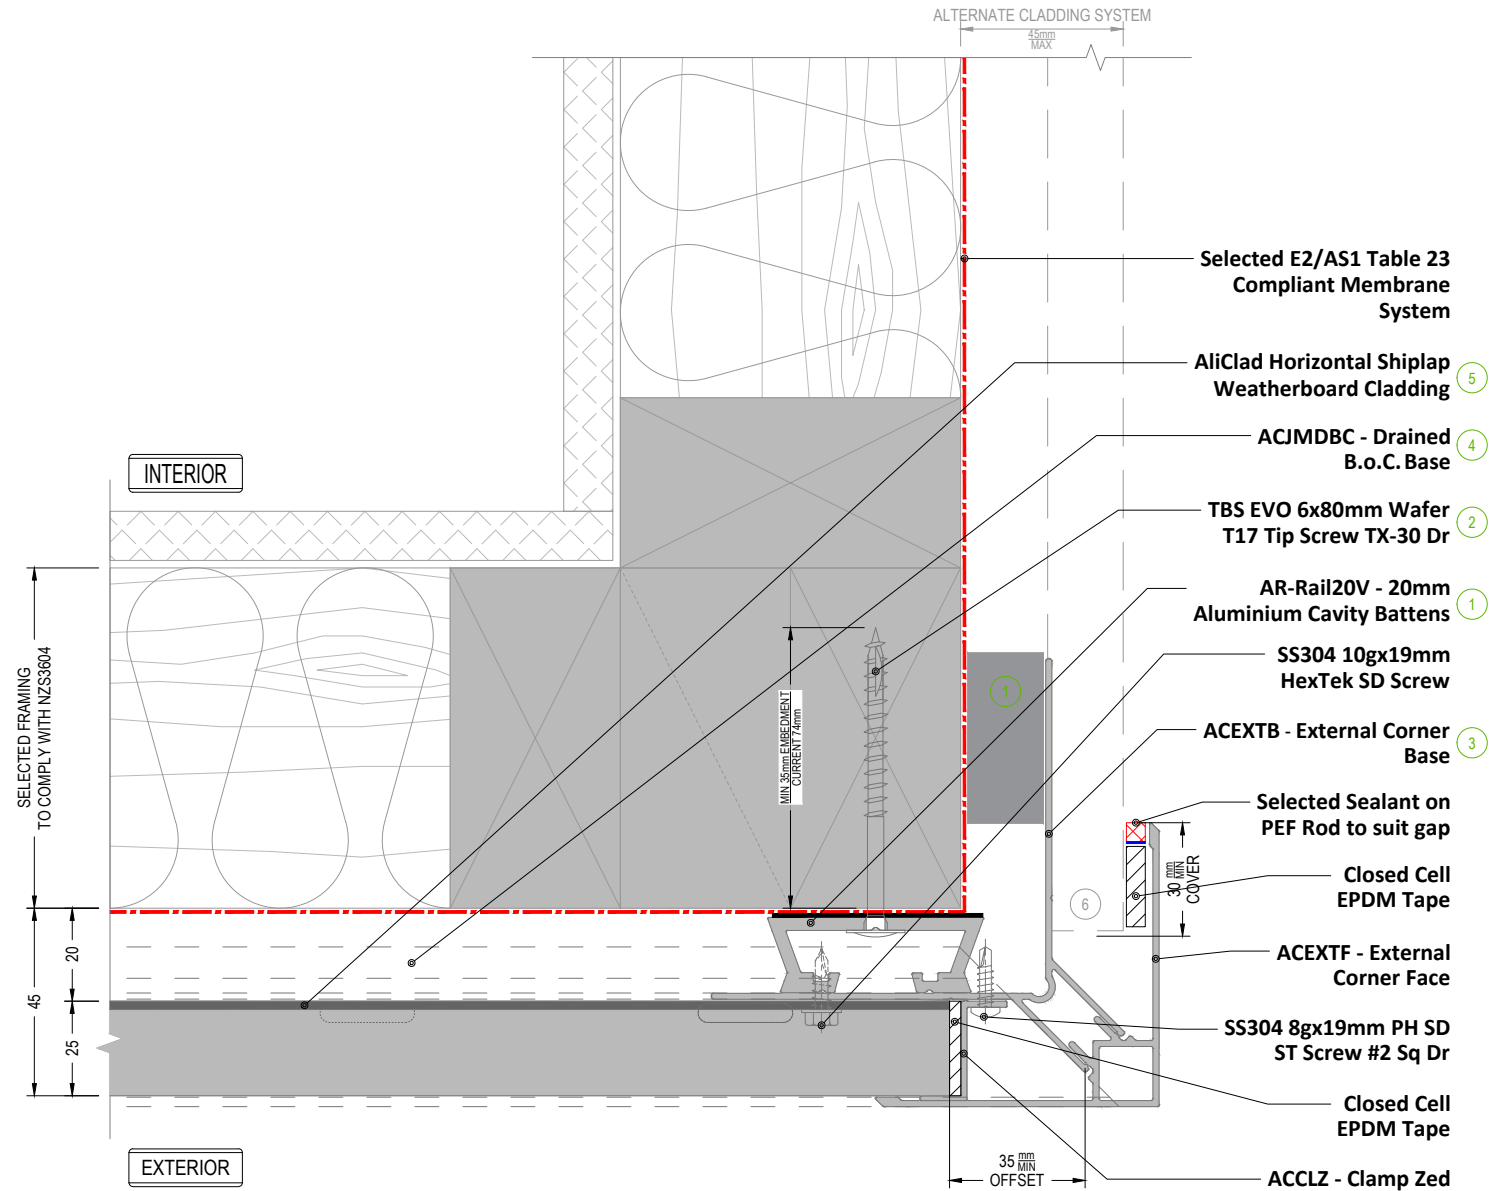 ALTERNATE CLADDING SYSTEM
45mm
MAX
Selected E2/AS1 Table 23
Compliant Membrane
System
AliClad Horizontal Shiplap
Weatherboard Cladding
5
ACJMDBC - Drained
B.o.C. Base
4
INTERIOR
TBS EVO 6x80mm Wafer
T17 Tip Screw TX-30 Dr
2
AR-Rail20V - 20mm
Aluminium Cavity Battens
1
SS304 10gx19mm
HexTek SD Screw
1
ACEXTB - External Corner
Base
3
SELECTED FRAMING
TO COMPLY WITH NZS3604
MIN 35mm EMBEDMENT
CURRENT 74mm
Selected Sealant on
PEF Rod to suit gap
30 mm
MIN
COVER
Closed Cell
EPDM Tape
6
ACEXTF - External
Corner Face
20
45
25
SS304 8gx19mm PH SD
ST Screw #2 Sq Dr
Closed Cell
EPDM Tape
EXTERIOR
35 mm
MIN
OFFSET
ACCLZ - Clamp Zed